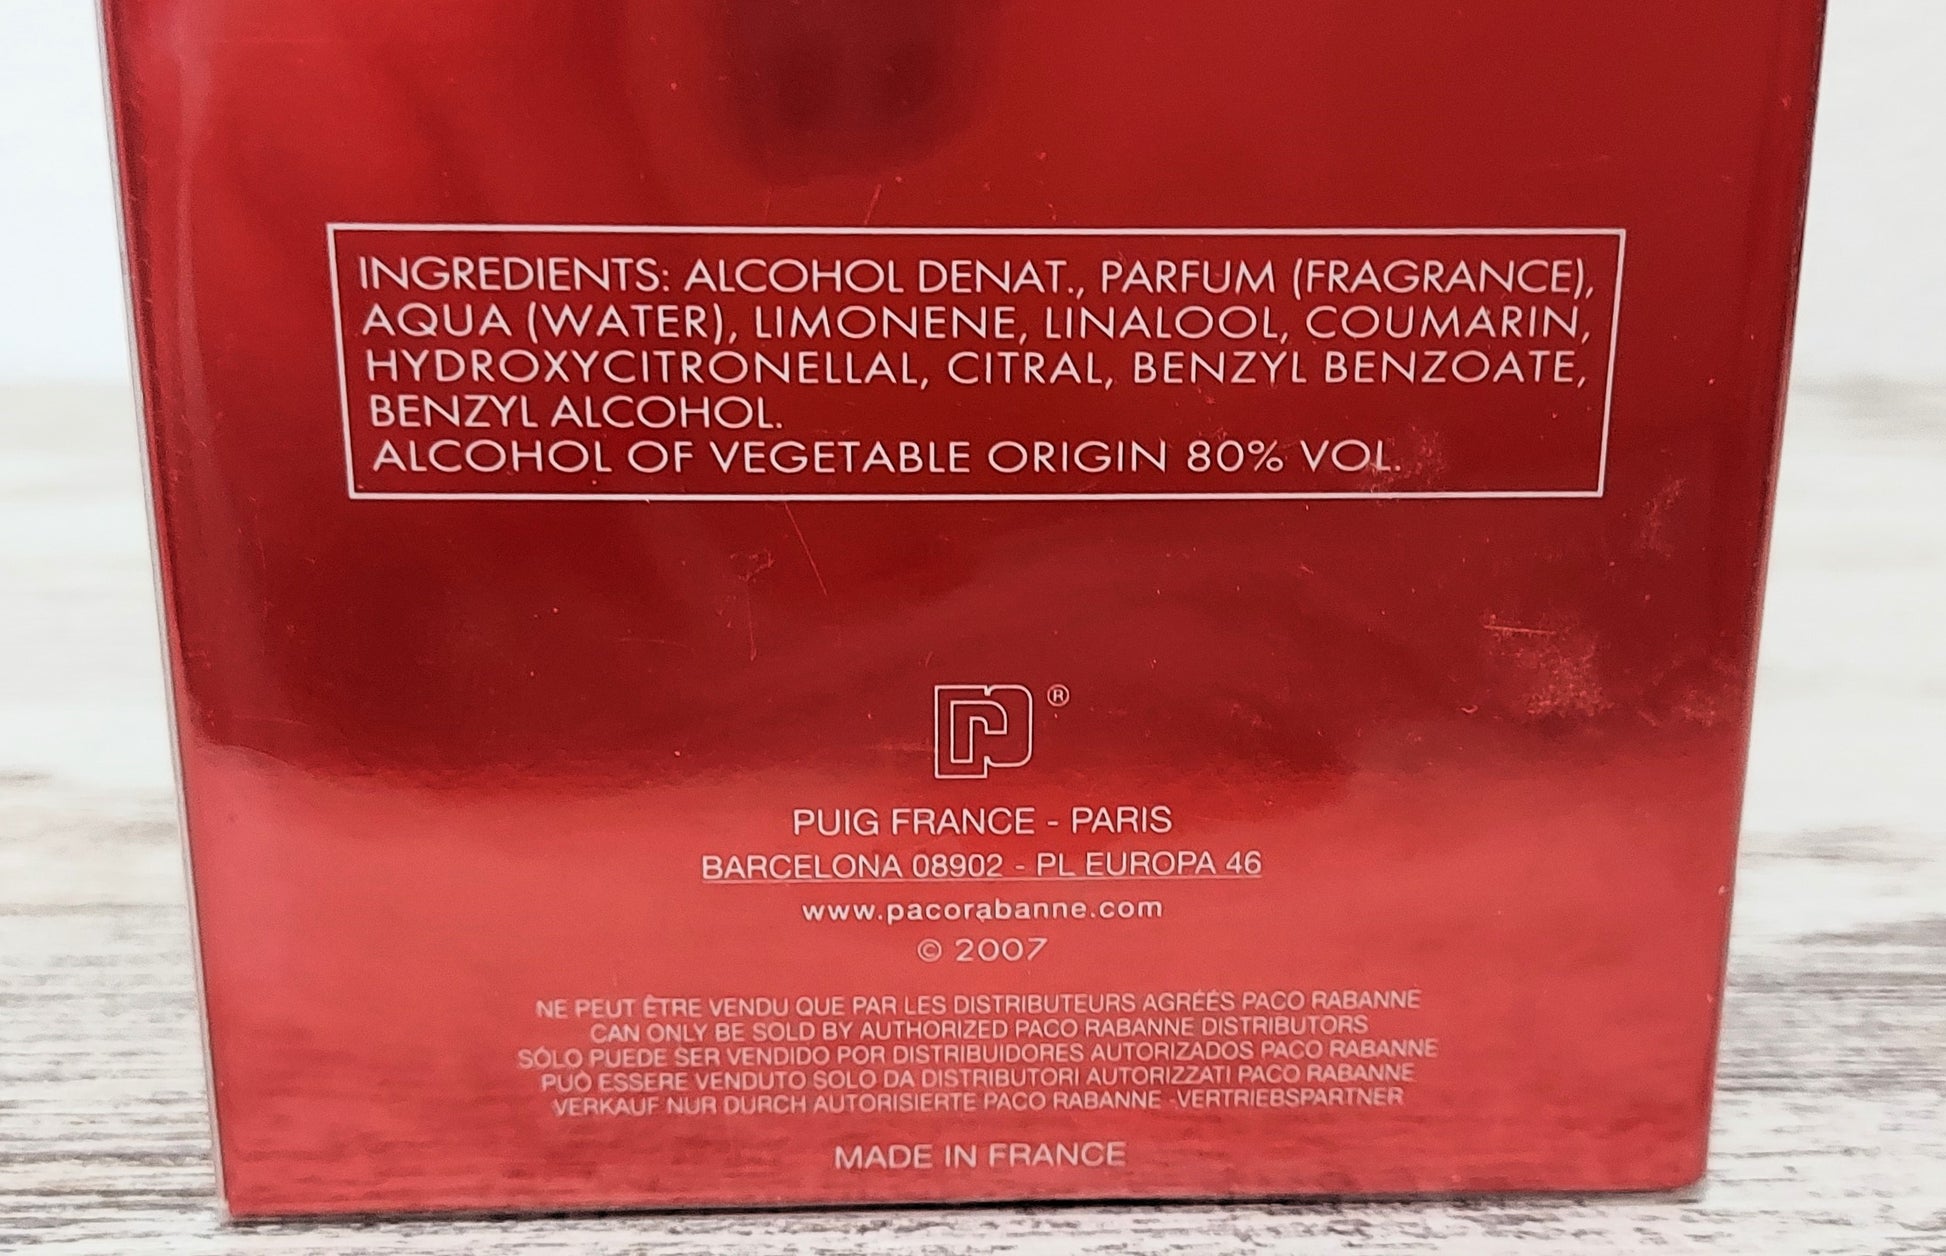 INGREDIENTS: ALCOHOL DENAT., PARFUM (FRAGRANCE),
AQUA (WATER), LIMONENE, LINALOOL, COUMARIN,
HYDROXYCITRONELLAL, CITRAL, BENZYL BENZOATE,
BENZYL ALCOHOL.
ALCOHOL OF VEGETABLE ORIGIN 80% VOL.
pr ®
PUIG FRANCE - PARIS
BARCELONA 08902 - PL EUROPA 46
www.pacorabanne.com
© 2007
NE PEUT ÊTRE VENDU QUE PAR LES DISTRIBUTEURS AGRÉÉS PACO RABANNE
CAN ONLY BE SOLD BY AUTHORIZED PACO RABANNE DISTRIBUTORS
SÓLO PUEDE SER VENDIDO POR DISTRIBUIDORES AUTORIZADOS PACO RABANNE
PUÒ ESSERE VENDUTO SOLO DA DISTRIBUTORI AUTORIZZATI PACO RABANNE
VERKAUF NUR DURCH AUTORISIERTE PACO RABANNE -VERTRIEBSPARTNER
MADE IN FRANCE